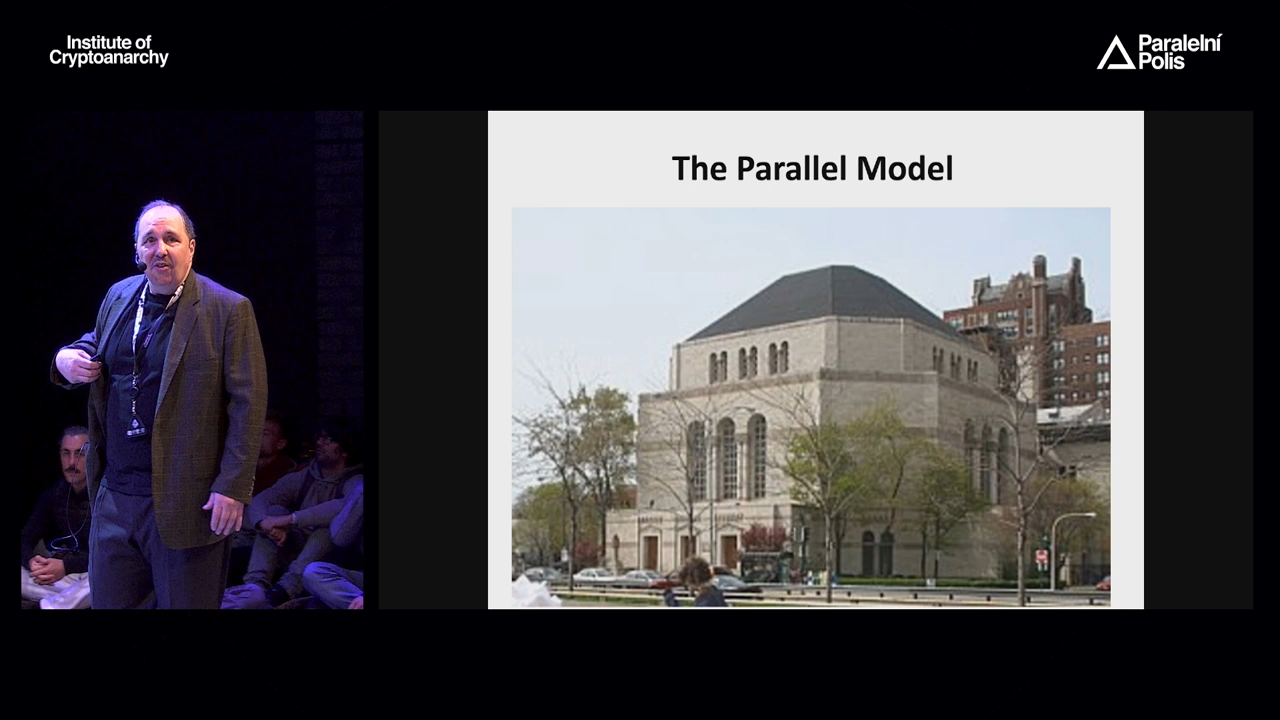 Institute of
Cryptoanarchy
Paralelní
Polis
The Parallel Model